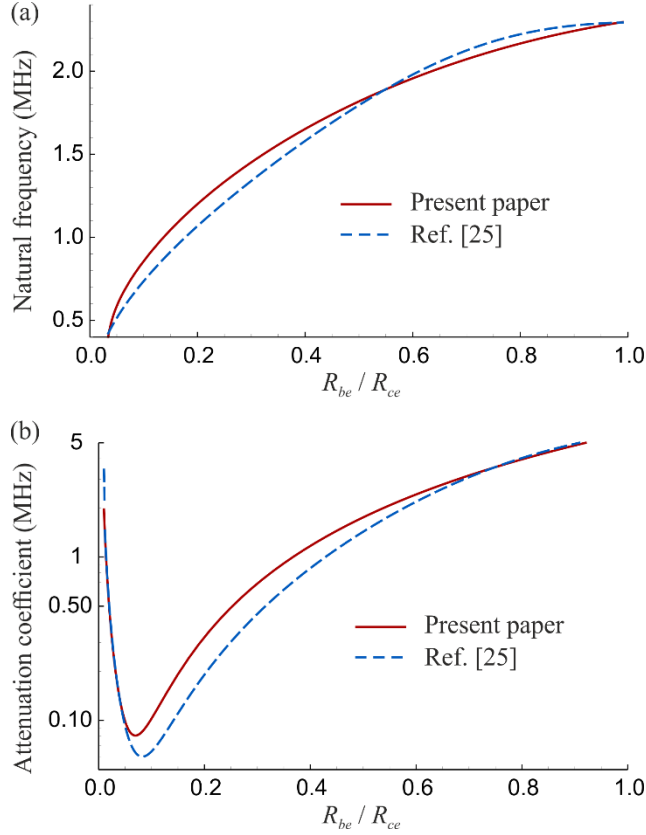 (a)
Natural frequency (MHz)
2.0
1.5
1.0
0.5
Present paper
Ref. [25]
0.0 0.2 0.4 0.6 0.8 1.0
R_be / R_ce
(b)
Attenuation coefficient (MHz)
5
1
0.50
0.10
Present paper
Ref. [25]
0.0 0.2 0.4 0.6 0.8 1.0
R_be / R_ce